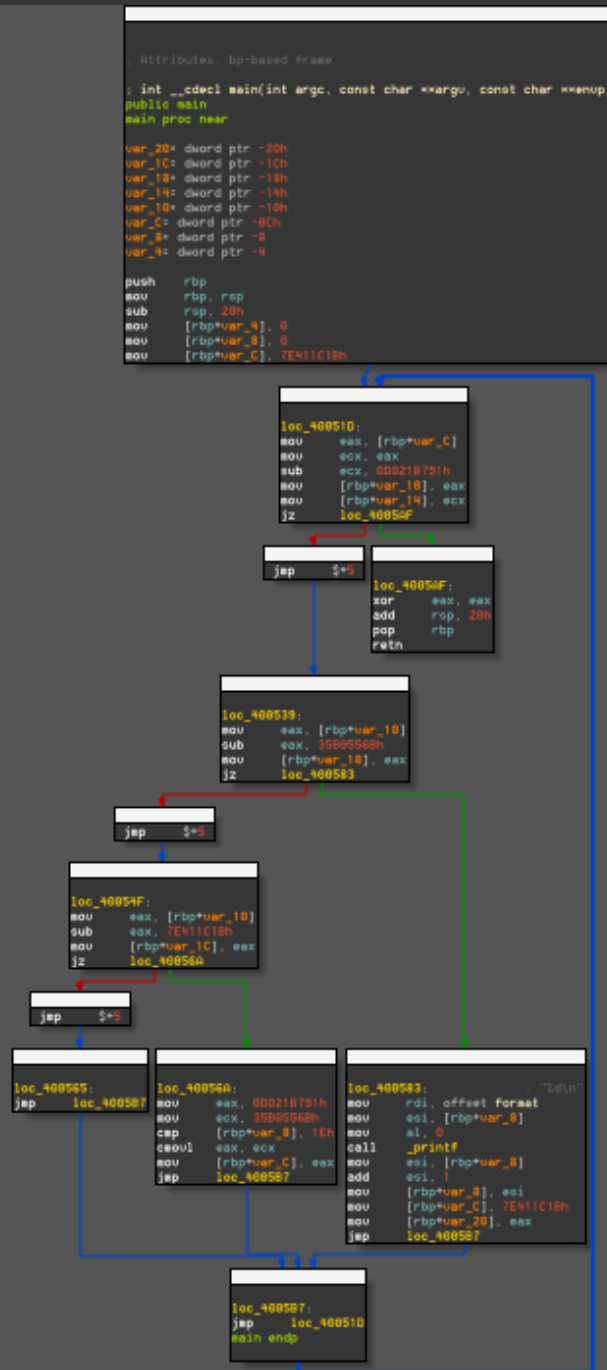 ; Attributes: bp-based frame
; int __cdecl main(int argc, const char **argv, const char **envp
public main
main proc near
var_20= dword ptr -20h
var_1C= dword ptr -1Ch
var_18= dword ptr -18h
var_14= dword ptr -14h
var_10= dword ptr -10h
var_C= dword ptr -0Ch
var_8= dword ptr -8
var_4= dword ptr -4
push rbp
mov rbp, rsp
sub rsp, 20h
mov [rbp+var_4], 0
mov [rbp+var_8], 0
mov [rbp+var_C], 7E411C1Bh
loc_40051D:
mov eax, [rbp+var_C]
mov ecx, eax
sub ecx, 0DD21B791h
mov [rbp+var_10], eax
mov [rbp+var_14], ecx
jz loc_4005AF
jmp $+5
loc_4005AF:
xor eax, eax
add rsp, 20h
pop rbp
retn
loc_400539:
mov eax, [rbp+var_10]
sub eax, 35B0556Bh
mov [rbp+var_18], eax
jz loc_400583
jmp $+5
loc_40054F:
mov eax, [rbp+var_10]
sub eax, 7E411C1Bh
mov [rbp+var_1C], eax
jz loc_40056A
jmp $+5
loc_400565:
jmp loc_4005B7
loc_40056A:
mov eax, 0DD21B791h
mov ecx, 35B0556Bh
cmp [rbp+var_8], 1Eh
cmovl eax, ecx
mov [rbp+var_C], eax
jmp loc_4005B7
loc_400583: ; "%d\n"
mov rdi, offset format
mov esi, [rbp+var_8]
mov al, 0
call _printf
mov esi, [rbp+var_8]
add esi, 1
mov [rbp+var_8], esi
mov [rbp+var_C], 7E411C1Bh
mov [rbp+var_20], eax
jmp loc_4005B7
loc_4005B7:
jmp loc_40051D
main endp